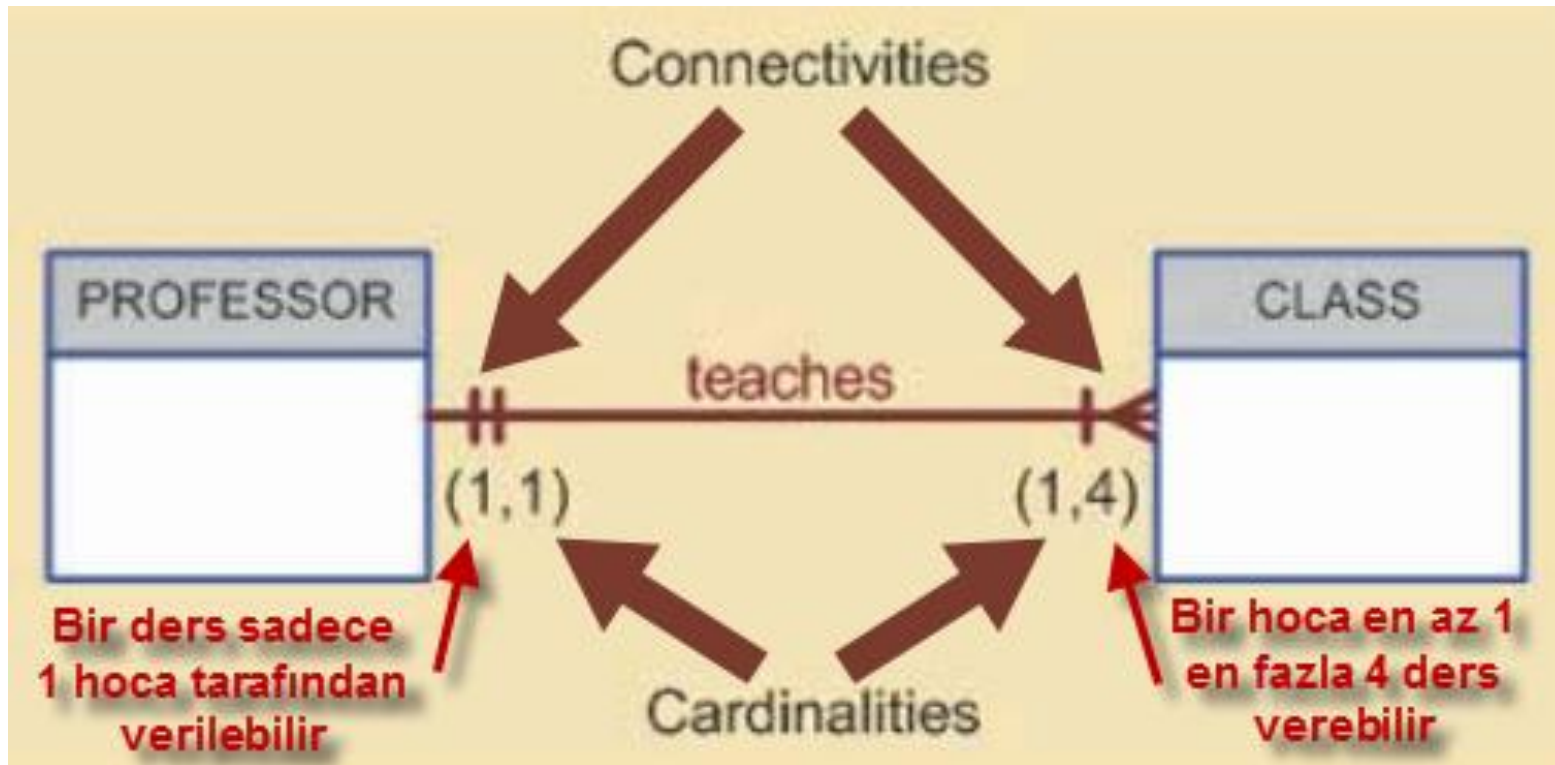 Connectivities
PROFESSOR
CLASS
teaches
(1,1)
(1,4)
Bir ders sadece
1 hoca tarafından
verilebilir
Bir hoca en az 1
en fazla 4 ders
verebilir
Cardinalities